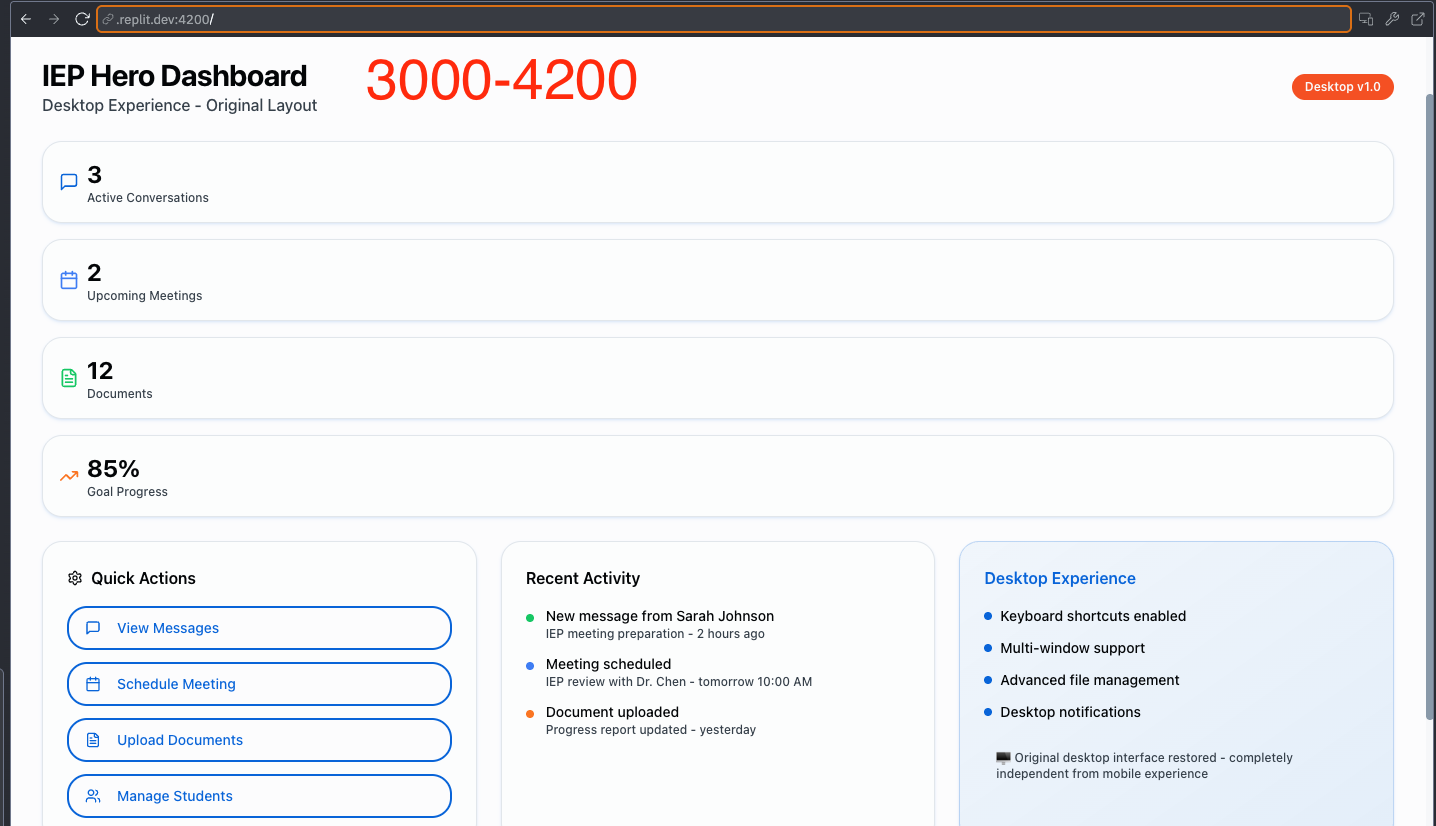 .replit.dev:4200/
IEP Hero Dashboard
3000-4200
Desktop Experience - Original Layout
Desktop v1.0
3
Active Conversations
2
Upcoming Meetings
12
Documents
85%
Goal Progress
Quick Actions
View Messages
Schedule Meeting
Upload Documents
Manage Students
Recent Activity
New message from Sarah Johnson
IEP meeting preparation - 2 hours ago
Meeting scheduled
IEP review with Dr. Chen - tomorrow 10:00 AM
Document uploaded
Progress report updated - yesterday
Desktop Experience
Keyboard shortcuts enabled
Multi-window support
Advanced file management
Desktop notifications
🖥️ Original desktop interface restored - completely
independent from mobile experience